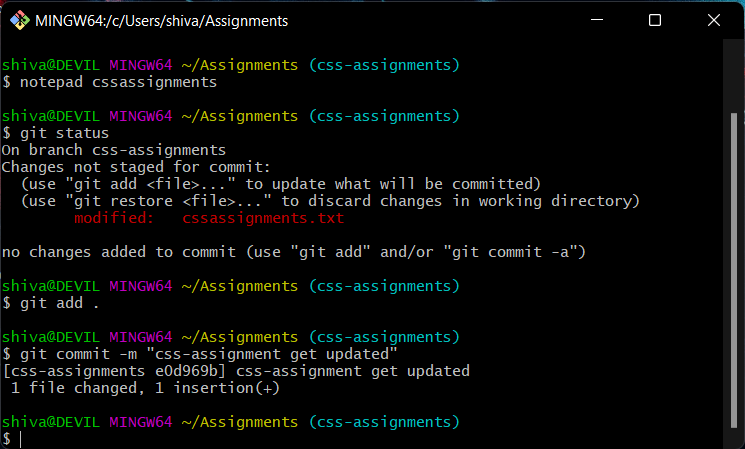 MINGW64:/c/Users/shiva/Assignments
shiva@DEVIL MINGW64 ~/Assignments (css-assignments)
$ notepad cssassignments
shiva@DEVIL MINGW64 ~/Assignments (css-assignments)
$ git status
On branch css-assignments
Changes not staged for commit:
  (use "git add <file>..." to update what will be committed)
  (use "git restore <file>..." to discard changes in working directory)
        modified:   cssassignments.txt
no changes added to commit (use "git add" and/or "git commit -a")
shiva@DEVIL MINGW64 ~/Assignments (css-assignments)
$ git add .
shiva@DEVIL MINGW64 ~/Assignments (css-assignments)
$ git commit -m "css-assignment get updated"
[css-assignments e0d969b] css-assignment get updated
 1 file changed, 1 insertion(+)
shiva@DEVIL MINGW64 ~/Assignments (css-assignments)
$